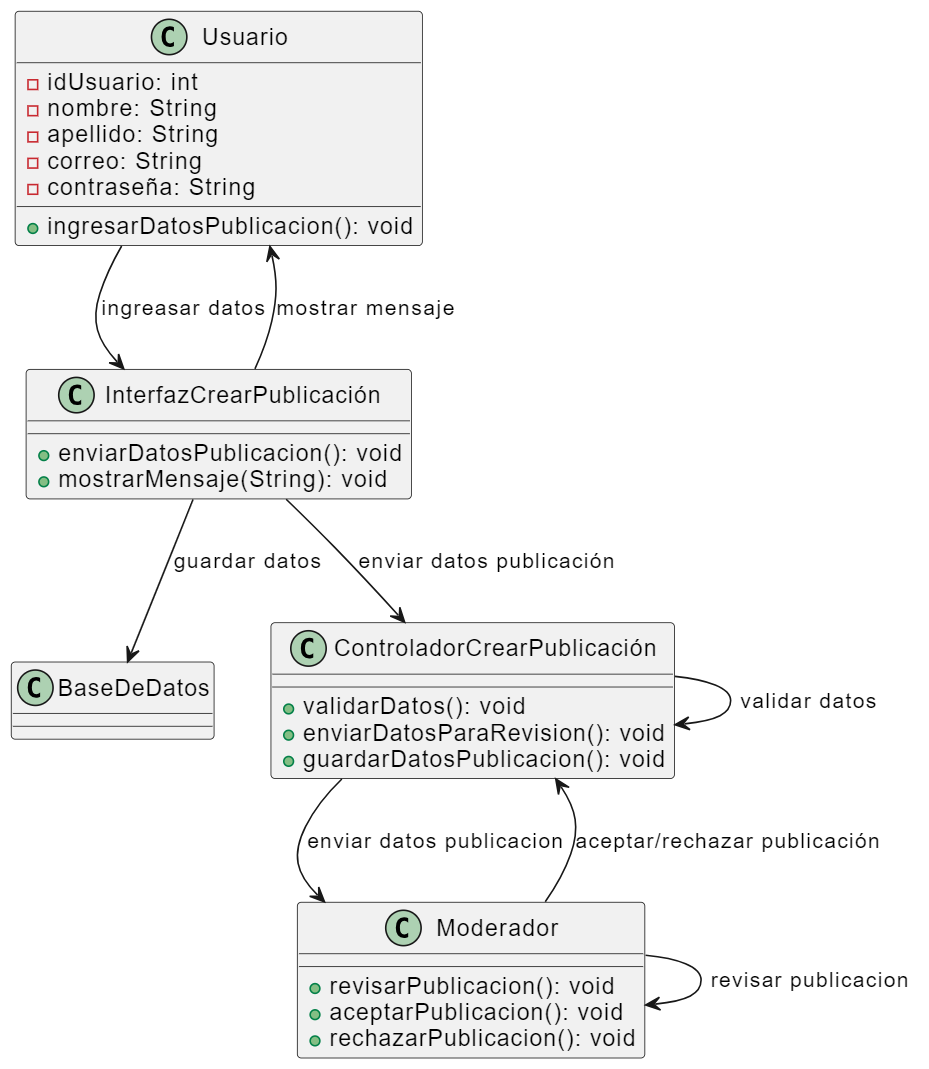 C Usuario
idUsuario: int
nombre: String
apellido: String
correo: String
contraseña: String
ingresarDatosPublicacion(): void
ingreasar datos
mostrar mensaje
C InterfazCrearPublicación
enviarDatosPublicacion(): void
mostrarMensaje(String): void
guardar datos
enviar datos publicación
C ControladorCrearPublicación
validarDatos(): void
enviarDatosParaRevision(): void
guardarDatosPublicacion(): void
C BaseDeDatos
validar datos
enviar datos publicacion
aceptar/rechazar publicación
C Moderador
revisarPublicacion(): void
aceptarPublicacion(): void
rechazarPublicacion(): void
revisar publicacion